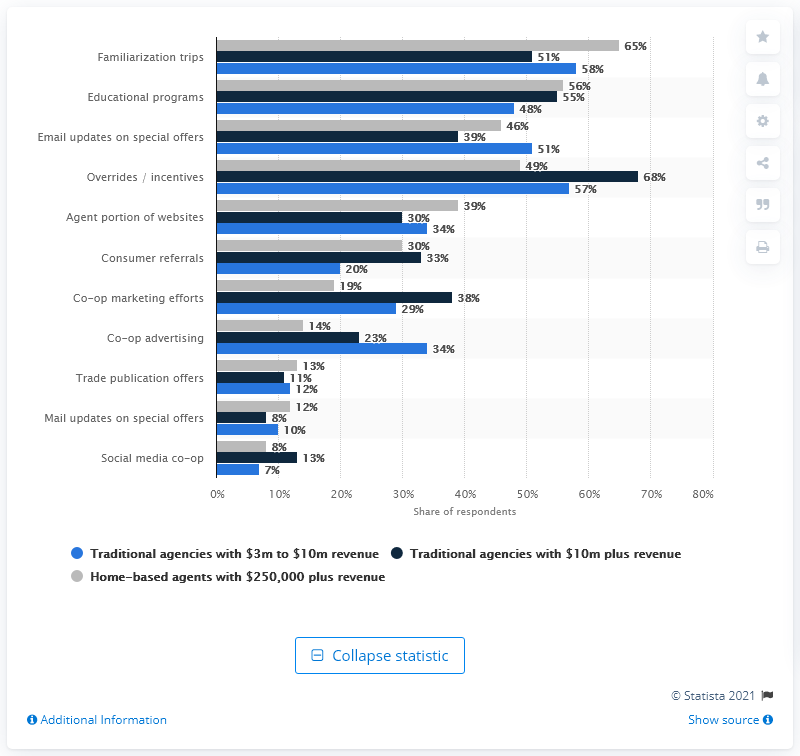 Familiarization trips
65%
51%
58%
Educational programs
56%
55%
48%
Email updates on special offers
46%
39%
51%
Overrides / incentives
49%
68%
57%
Agent portion of websites
39%
30%
34%
Consumer referrals
30%
33%
20%
Co-op marketing efforts
19%
38%
29%
Co-op advertising
14%
23%
34%
Trade publication offers
13%
11%
12%
Mail updates on special offers
12%
8%
10%
Social media co-op
8%
13%
7%
0% 10% 20% 30% 40% 50% 60% 70% 80%
Share of respondents
Traditional agencies with $3m to $10m revenue Traditional agencies with $10m plus revenue
Home-based agents with $250,000 plus revenue
Collapse statistic
© Statista 2021
Additional Information Show source